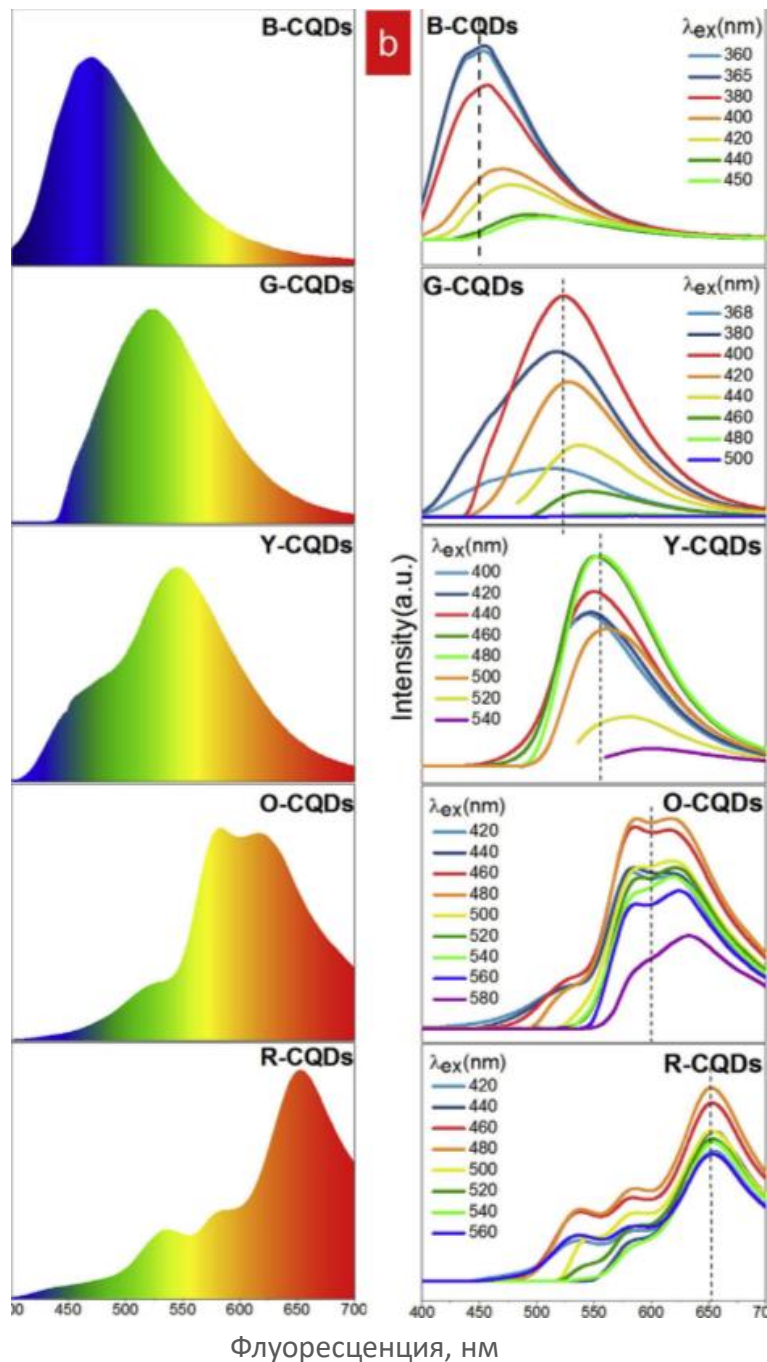 B-CQDs
G-CQDs
Y-CQDs
O-CQDs
R-CQDs
00 450 500 550 600 650 700
b
B-CQDs
λex(nm)
360
365
380
400
420
440
450
G-CQDs
λex(nm)
368
380
400
420
440
460
480
500
Intensity(a.u.)
λex(nm)
Y-CQDs
400
420
440
460
480
500
520
540
λex(nm)
O-CQDs
420
440
460
480
500
520
540
560
580
λex(nm)
R-CQDs
420
440
460
480
500
520
540
560
400 450 500 550 600 650 70
Флуоресценция, нм